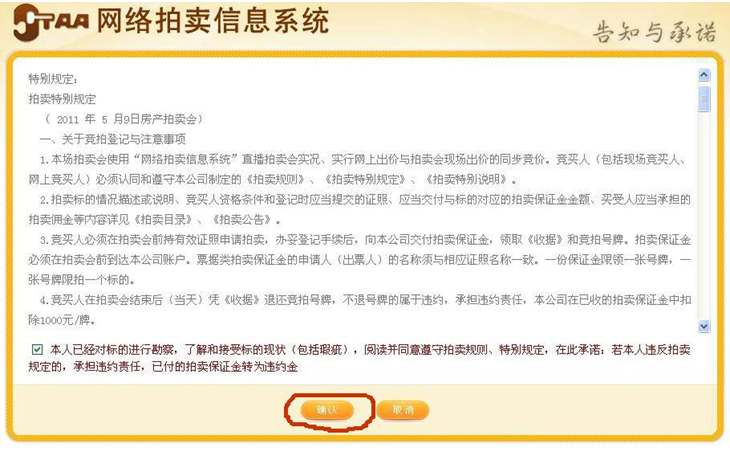 JTAA 网络拍卖信息系统
告知与承诺
特别规定：
拍卖特别规定
（ 2011 年 5 月9日房产拍卖会）
一、关于竞拍登记与注意事项
1.本场拍卖会使用“网络拍卖信息系统”直播拍卖会实况、实行网上出价与拍卖会现场出价的同步竞价。竞买人（包括现场竞买人、
网上竞买人）必须认同和遵守本公司制定的《拍卖规则》、《拍卖特别规定》、《拍卖特别说明》。
2.拍卖标的情况描述或说明、竞买人资格条件和登记时应当提交的证照、应当交付与标的对应的拍卖保证金金额、买受人应当承担的
拍卖佣金等内容详见《拍卖目录》、《拍卖公告》。
3.竞买人必须在拍卖会前持有效证照申请拍卖，办妥登记手续后，向本公司交付拍卖保证金，领取《收据》和竞拍号牌。拍卖保证金
必须在拍卖会前到达本公司账户。票据类拍卖保证金的申请人（出票人）的名称须与相应证照名称一致。一份保证金限领一张号牌，一
张号牌限拍一个标的。
4.竞买人在拍卖会结束后（当天）凭《收据》退还竞拍号牌，不退号牌的属于违约，承担违约责任，本公司在已收的拍卖保证金中扣
除1000元/牌。
本人已经对标的进行勘察，了解和接受标的现状（包括瑕疵），阅读并同意遵守拍卖规则、特别规定，在此承诺：若本人违反拍卖
规定的，承担违约责任，已付的拍卖保证金转为违约金
确认 取消